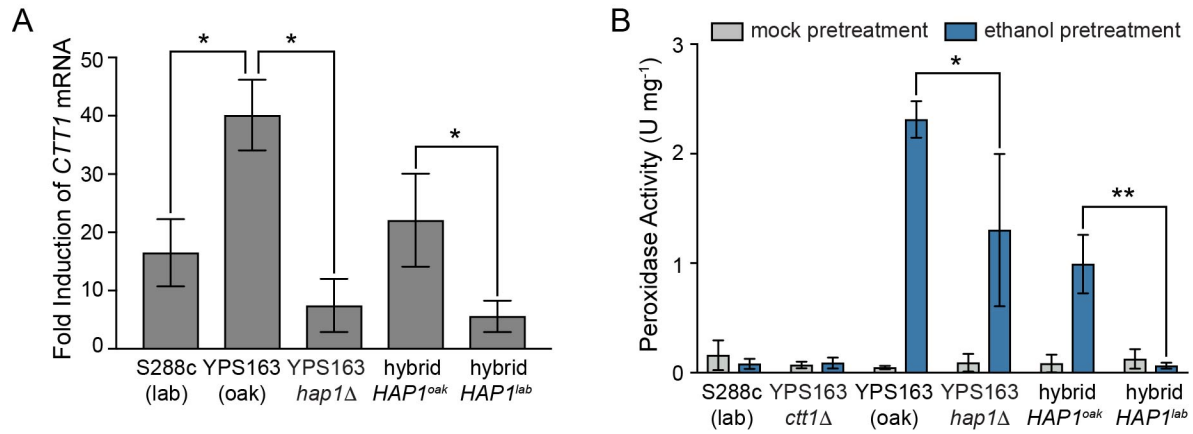 A
Fold Induction of CTT1 mRNA
50
40
30
20
10
0
*
*
*
S288c
(lab)
YPS163
(oak)
YPS163
hap1Δ
hybrid
HAP1oak
hybrid
HAP1lab
B
mock pretreatment
ethanol pretreatment
Peroxidase Activity (U mg-1)
3
2
1
0
*
**
S288c
(lab)
YPS163
ctt1Δ
YPS163
(oak)
YPS163
hap1Δ
hybrid
HAP1oak
hybrid
HAP1lab